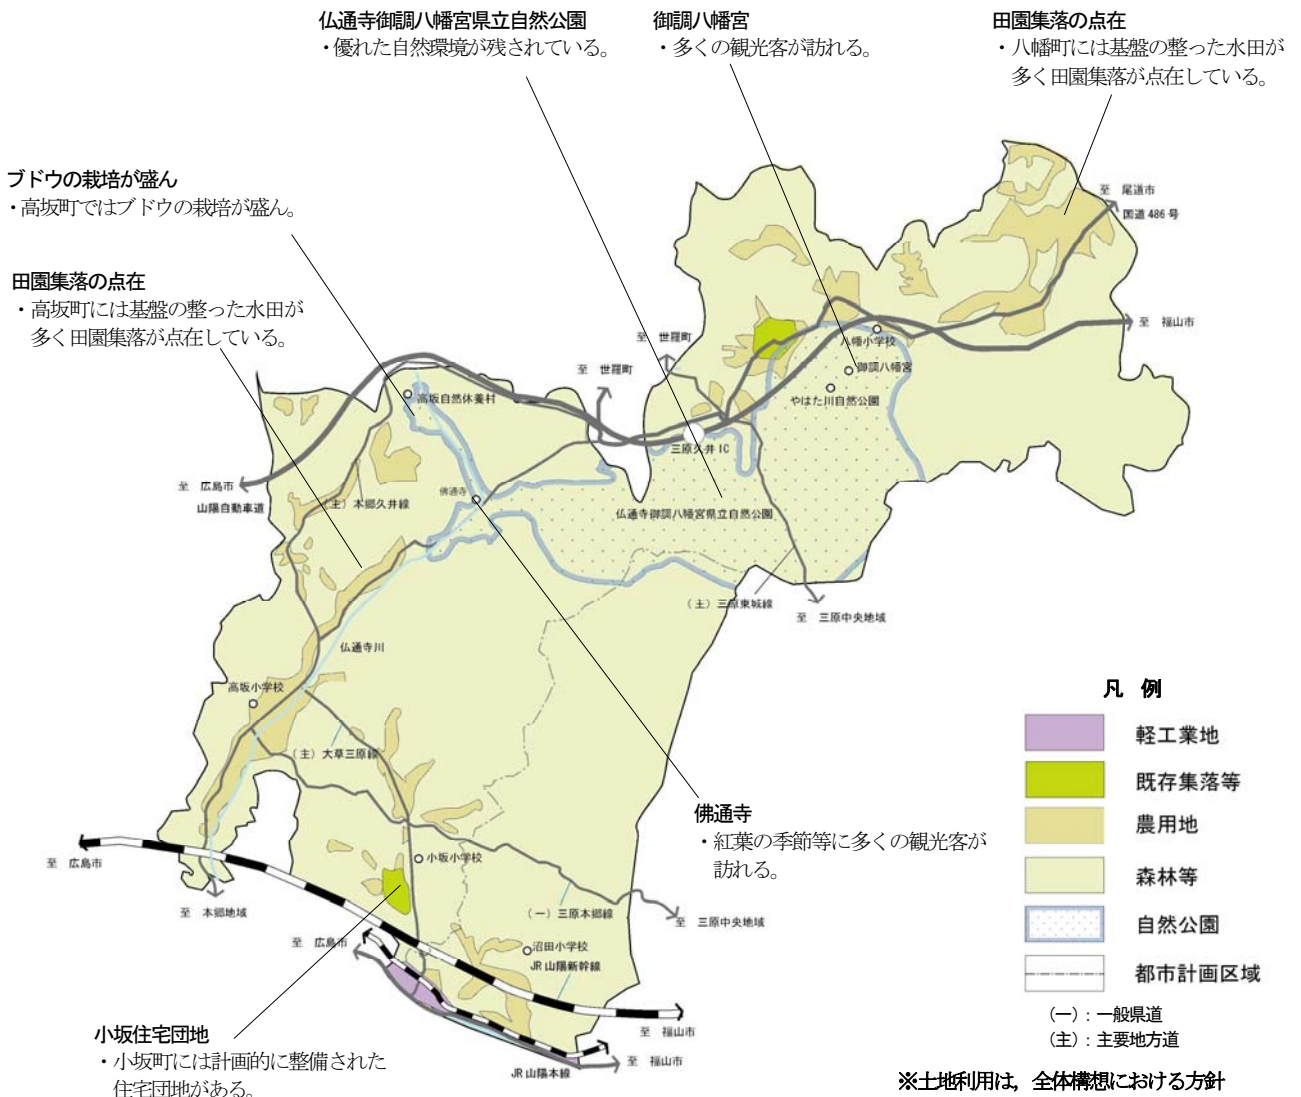 仏通寺御調八幡宮県立自然公園
・優れた自然環境が残されている。
御調八幡宮
・多くの観光客が訪れる。
田園集落の点在
・八幡町には基盤の整った水田が
多く田園集落が点在している。
ブドウの栽培が盛ん
・高坂町ではブドウの栽培が盛ん。
田園集落の点在
・高坂町には基盤の整った水田が
多く田園集落が点在している。
至 尾道市
国道 486 号
至 福山市
至 世羅町
至 世羅町
八幡小学校
御調八幡宮
やはた川自然公園
高坂自然休養村
三原久井 IC
至 広島市
山陽自動車道
（主）本郷久井線
佛通寺
仏通寺御調八幡宮県立自然公園
（主）三原東城線
至 三原中央地域
仏通寺川
高坂小学校
（主）大草三原線
佛通寺
・紅葉の季節等に多くの観光客が
訪れる。
至 広島市
小坂小学校
至 本郷地域
（一）三原本郷線
至 三原中央地域
至 広島市
沼田小学校
JR 山陽新幹線
至 福山市
至 福山市
JR 山陽本線
小坂住宅団地
・小坂町には計画的に整備された
住宅団地がある。
凡 例
軽工業地
既存集落等
農用地
森林等
自然公園
都市計画区域
（一）：一般県道
（主）：主要地方道
※土地利用は，全体構想における方針